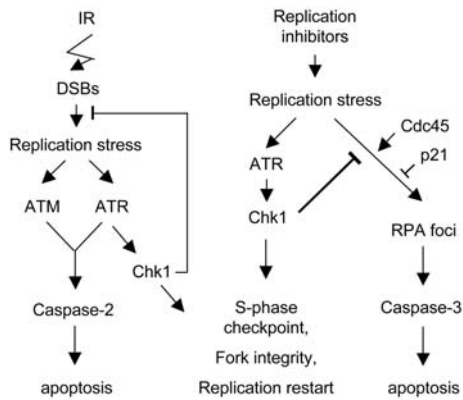 IR
DSBs
Replication stress
ATM
ATR
Chk1
Caspase-2
apoptosis
Replication
inhibitors
Replication stress
Cdc45
p21
ATR
Chk1
RPA foci
S-phase
checkpoint,
Fork integrity,
Replication restart
Caspase-3
apoptosis